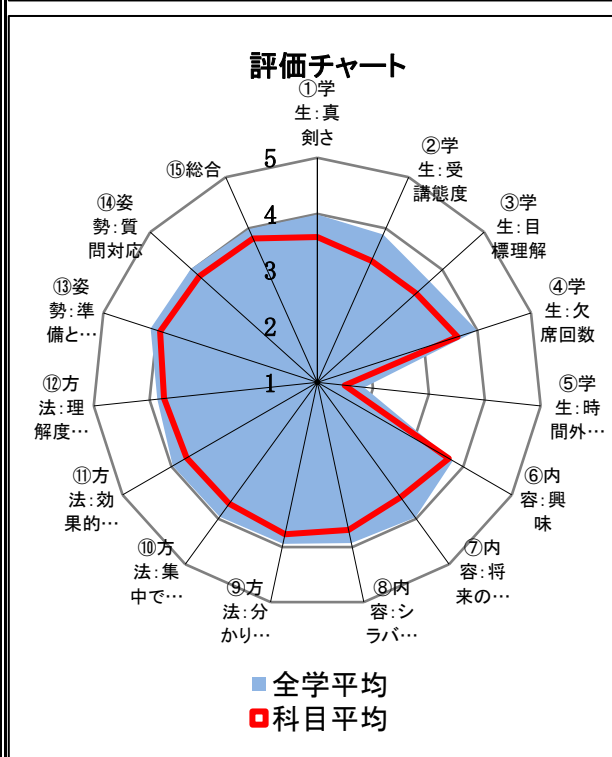 評価チャート
①学
生:真
剣さ
②学
生:受
講態度
③学
生:目
標理解
④学
生:欠
席回数
⑤学
生:時
間外…
⑥内
容:興
味
⑦内
容:将
来の…
⑧内
容:シ
ラバ…
⑨方
法:分
かり…
⑩方
法:集
中で…
⑪方
法:効
果的…
⑫方
法:理
解度…
⑬姿
勢:準
備と…
⑭姿
勢:質
問対応
⑮総合
5
4
3
2
1
全学平均
科目平均